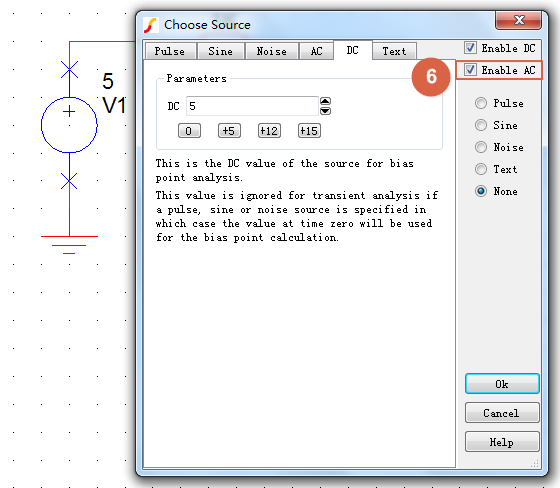 Choose Source
Pulse Sine Noise AC DC Text
Enable DC
6
Enable AC
5
V1
Parameters
DC 5
0 +5 +12 +15
This is the DC value of the source for bias
point analysis.
This value is ignored for transient analysis if
a pulse, sine or noise source is specified in
which case the value at time zero will be used
for the bias point calculation.
Pulse
Sine
Noise
Text
None
Ok
Cancel
Help